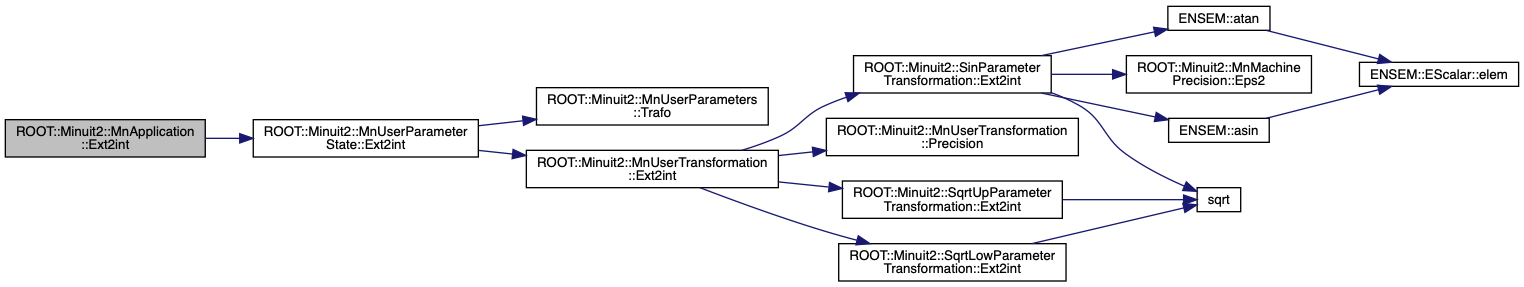 ROOT::Minuit2::MnApplication
::Ext2int
ROOT::Minuit2::MnUserParameter
State::Ext2int
ROOT::Minuit2::MnUserParameters
::Trafo
ROOT::Minuit2::MnUserTransformation
::Ext2int
ROOT::Minuit2::SinParameter
Transformation::Ext2int
ROOT::Minuit2::MnUserTransformation
::Precision
ROOT::Minuit2::SqrtUpParameter
Transformation::Ext2int
ROOT::Minuit2::SqrtLowParameter
Transformation::Ext2int
ENSEM::atan
ROOT::Minuit2::MnMachine
Precision::Eps2
ENSEM::asin
sqrt
ENSEM::EScalar::elem